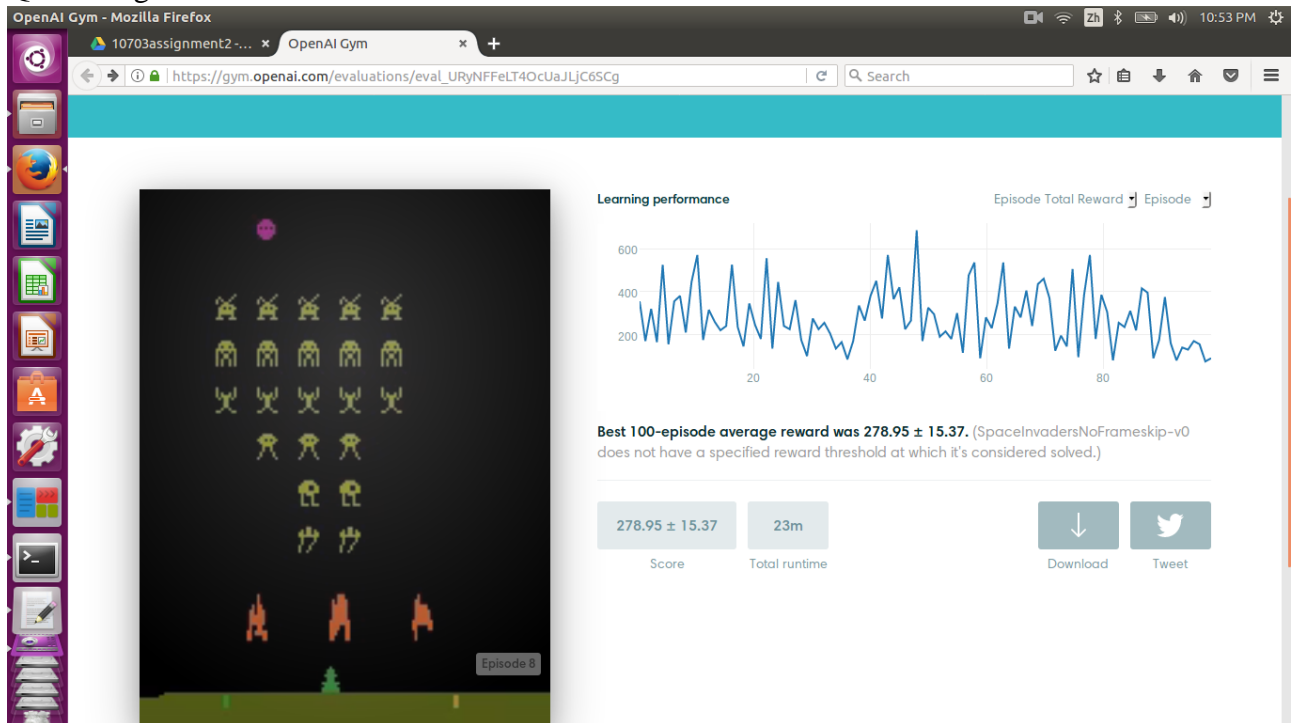 OpenAI Gym - Mozilla Firefox
Zh
10:53 PM
10703assignment2 -... × OpenAI Gym × +
https://gym.openai.com/evaluations/eval_URyNFFeLT4OcUaJLjC6SCg
Search
Learning performance
Episode Total Reward
Episode
600
400
200
20 40 60 80
Best 100-episode average reward was 278.95 ± 15.37. (SpaceInvadersNoFrameskip-v0
does not have a specified reward threshold at which it's considered solved.)
278.95 ± 15.37 23m
Score Total runtime Download Tweet
Episode 8